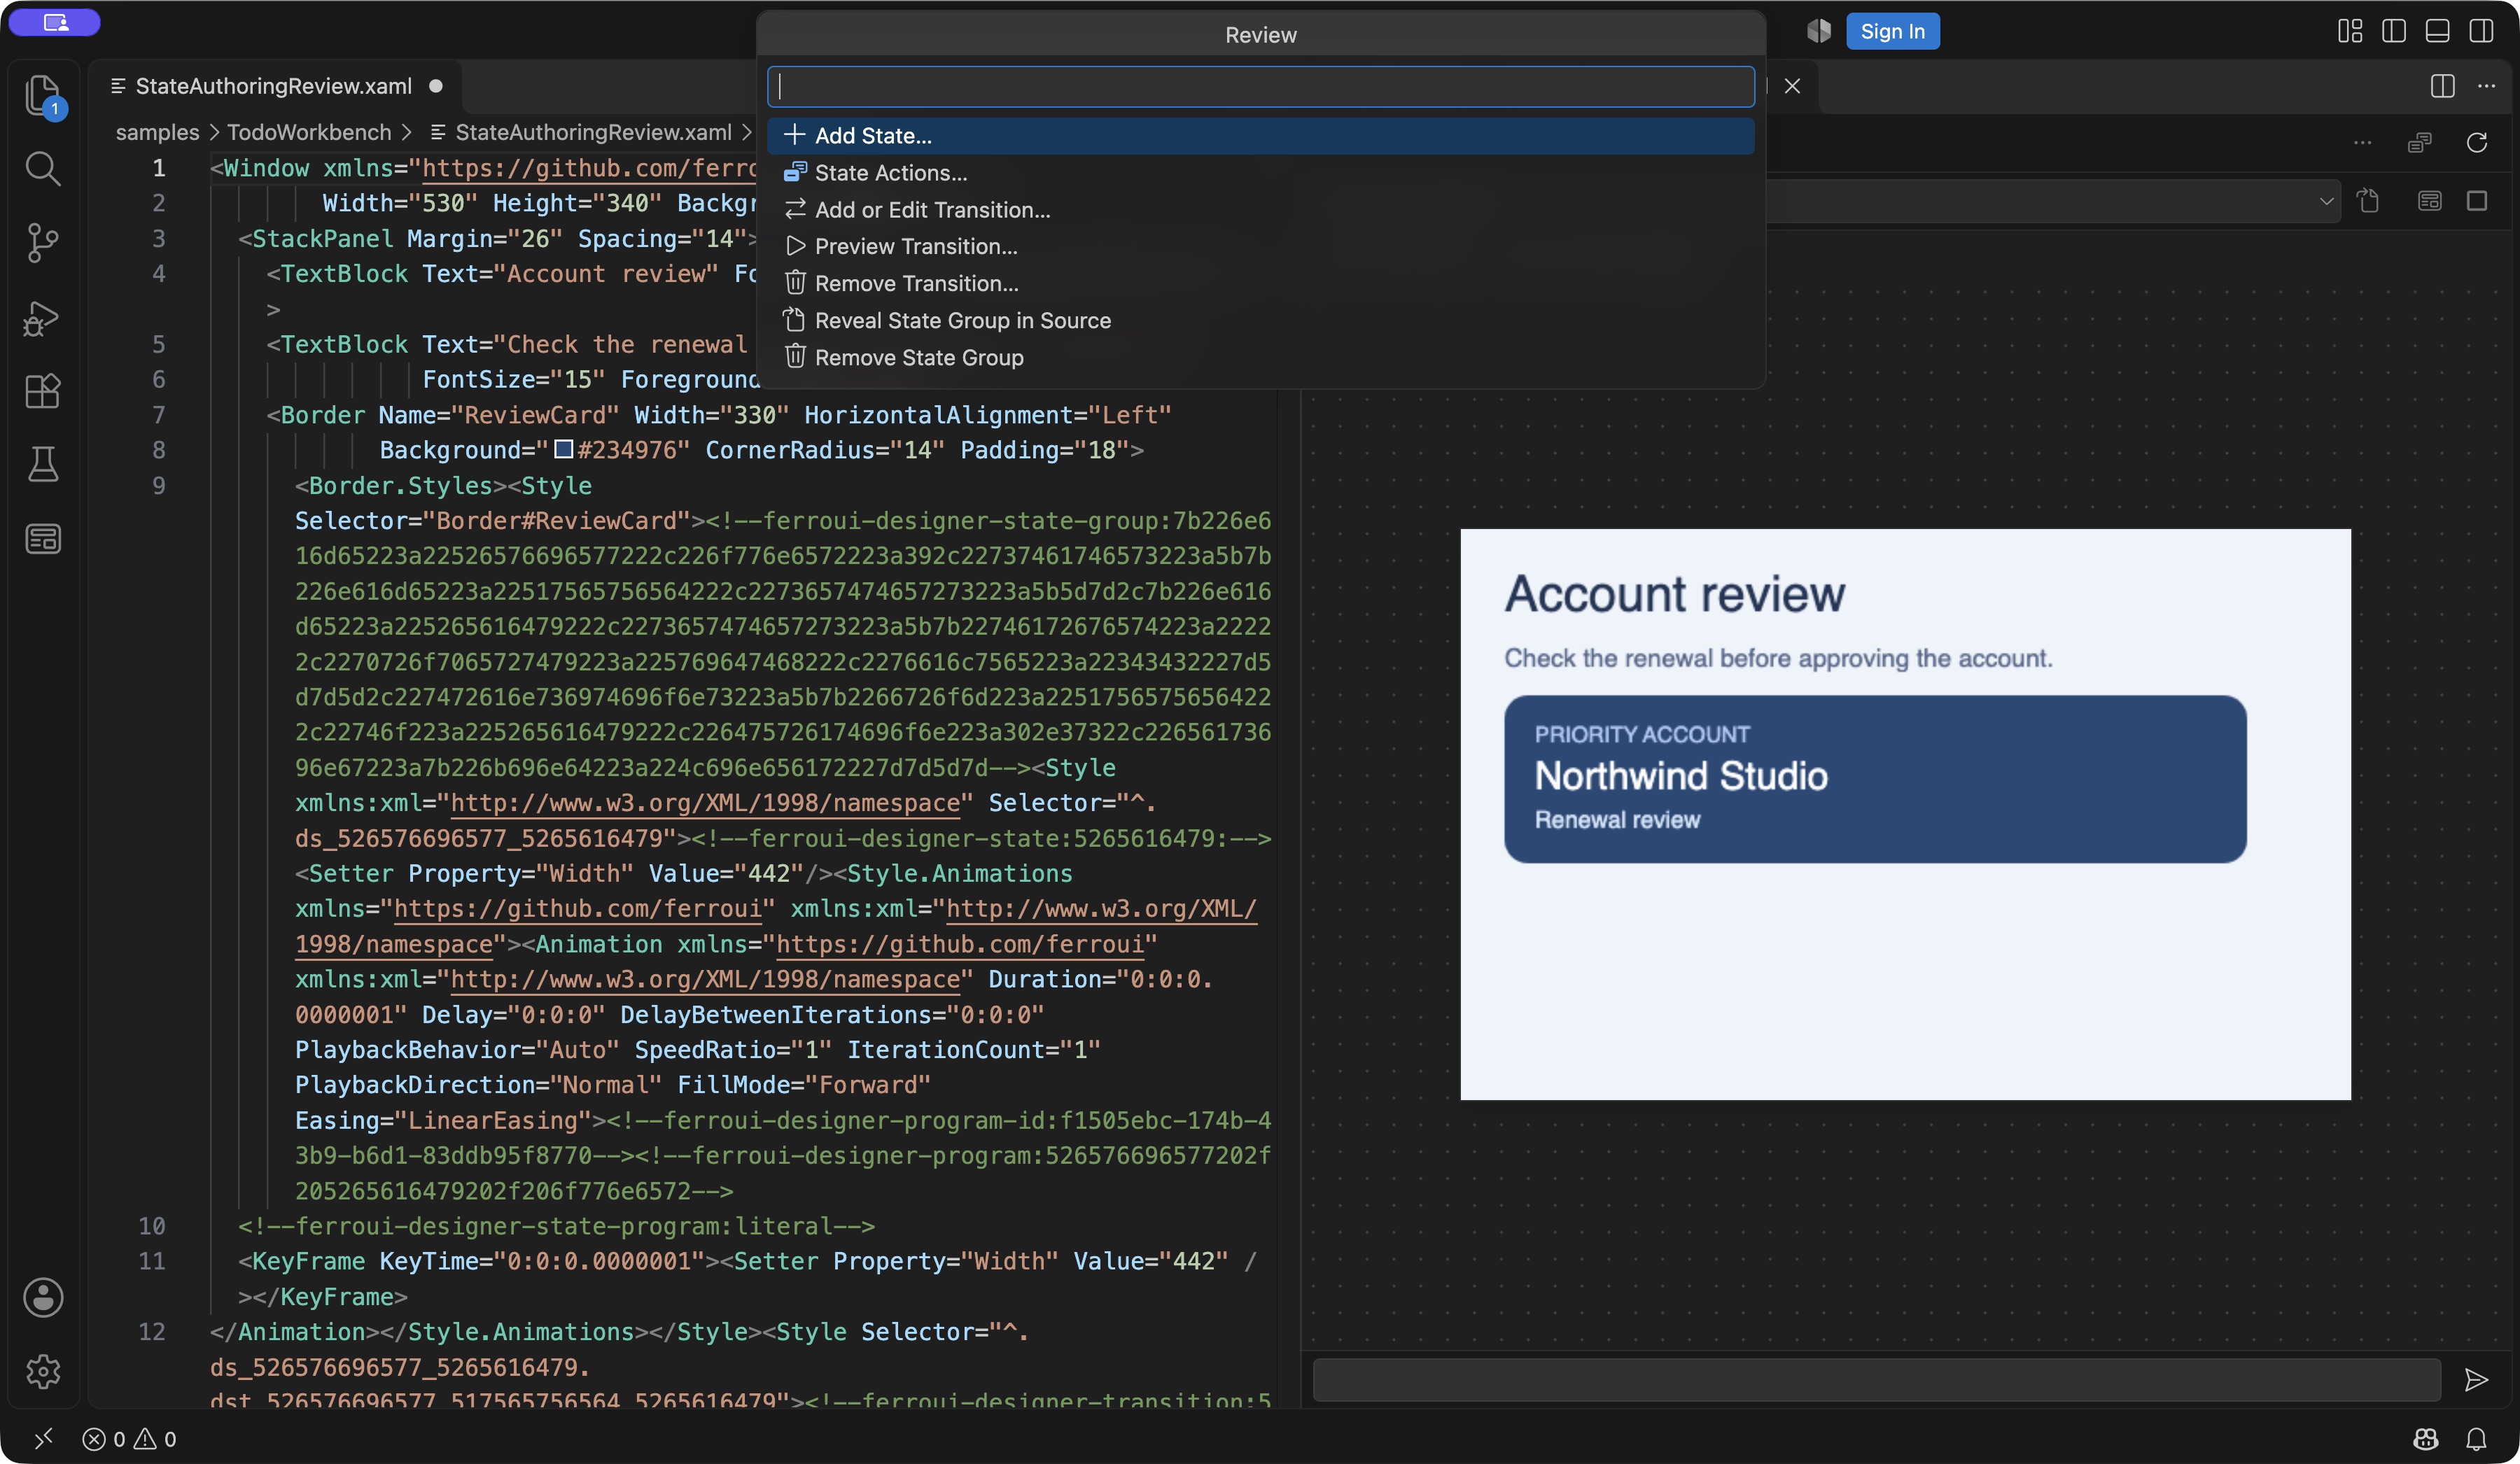 Review
Sign In
StateAuthoringReview.xaml
1
samples > TodoWorkbench > StateAuthoringReview.xaml >
Add State...
State Actions...
Add or Edit Transition...
Preview Transition...
Remove Transition...
Reveal State Group in Source
Remove State Group
1 <Window xmlns="https://github.com/ferro
2 Width="530" Height="340" Backgr
3 <StackPanel Margin="26" Spacing="14">
4 <TextBlock Text="Account review" Fo
>
5 <TextBlock Text="Check the renewal
6 FontSize="15" Foreground
7 <Border Name="ReviewCard" Width="330" HorizontalAlignment="Left"
8 Background="#234976" CornerRadius="14" Padding="18">
9 <Border.Styles><Style
Selector="Border#ReviewCard"><!--ferroui-designer-state-group:7b226e6
16d65223a22526576696577222c226f776e6572223a392c227374617465573223a5b7b
226e616d65223a22517565756564222c2273657474657273223a5b5d7d2c7b226e616
d65223a225265616479222c2273657474657273223a5b7b22746172676574223a2222
2c2270726f7065727479223a225769647468222c2276616c7565223a22343432227d5
d7d5d2c227472616e736974696f6e73223a5b7b2266726f6d223a2251756575656422
2c22746f223a225265616479222c226475726174696f6e223a302e37322c226561736
96e67223a7b226b696e64223a224c696e656172227d7d5d7d--><Style
xmlns:xml="http://www.w3.org/XML/1998/namespace" Selector="^.
ds_526576696577_5265616479"><!--ferroui-designer-state:5265616479:-->
<Setter Property="Width" Value="442"/><Style.Animations
xmlns="https://github.com/ferroui" xmlns:xml="http://www.w3.org/XML/
1998/namespace"><Animation xmlns="https://github.com/ferroui"
xmlns:xml="http://www.w3.org/XML/1998/namespace" Duration="0:0:0.
0000001" Delay="0:0:0" DelayBetweenIterations="0:0:0"
PlaybackBehavior="Auto" SpeedRatio="1" IterationCount="1"
PlaybackDirection="Normal" FillMode="Forward"
Easing="LinearEasing"><!--ferroui-designer-program-id:f1505ebc-174b-4
3b9-b6d1-83ddb95f8770--><!--ferroui-designer-program:526576696577202f
205265616479202f206f776e6572-->
10 <!--ferroui-designer-state-program:literal-->
11 <KeyFrame KeyTime="0:0:0.0000001"><Setter Property="Width" Value="442" /
></KeyFrame>
12 </Animation></Style.Animations></Style><Style Selector="^.
ds_526576696577_5265616479.
dst_526576696577_517565756564_5265616479"><!--ferroui-designer-transition:5
Account review
Check the renewal before approving the account.
PRIORITY ACCOUNT
Northwind Studio
Renewal review
0 0